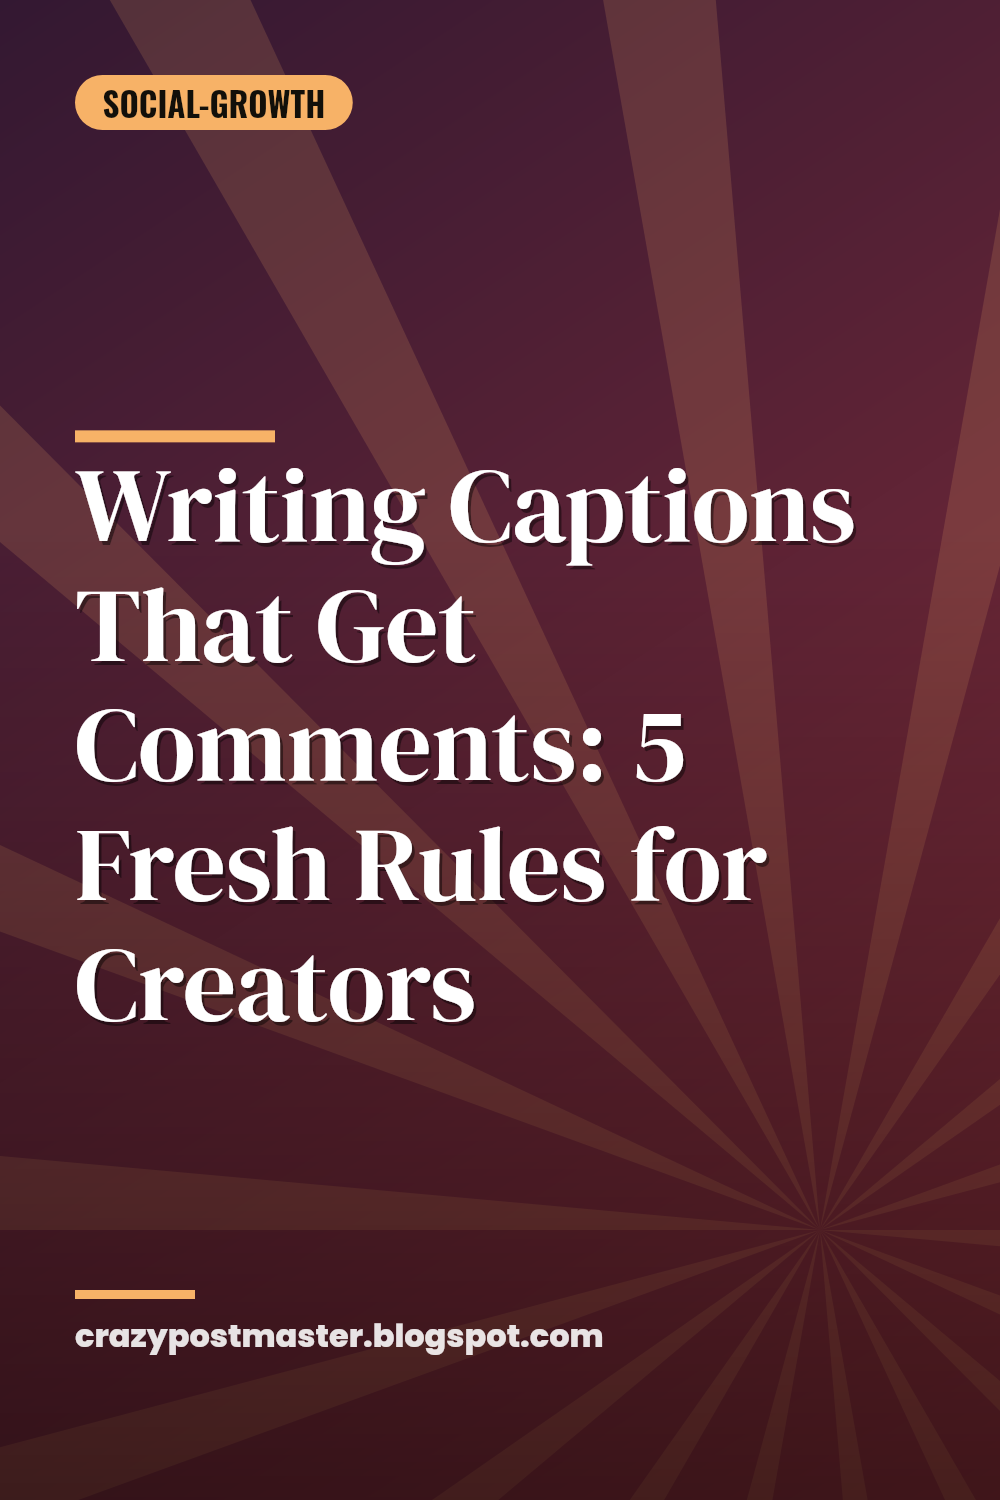 SOCIAL-GROWTH
Writing Captions
That Get
Comments: 5
Fresh Rules for
Creators
crazypostmaster.blogspot.com